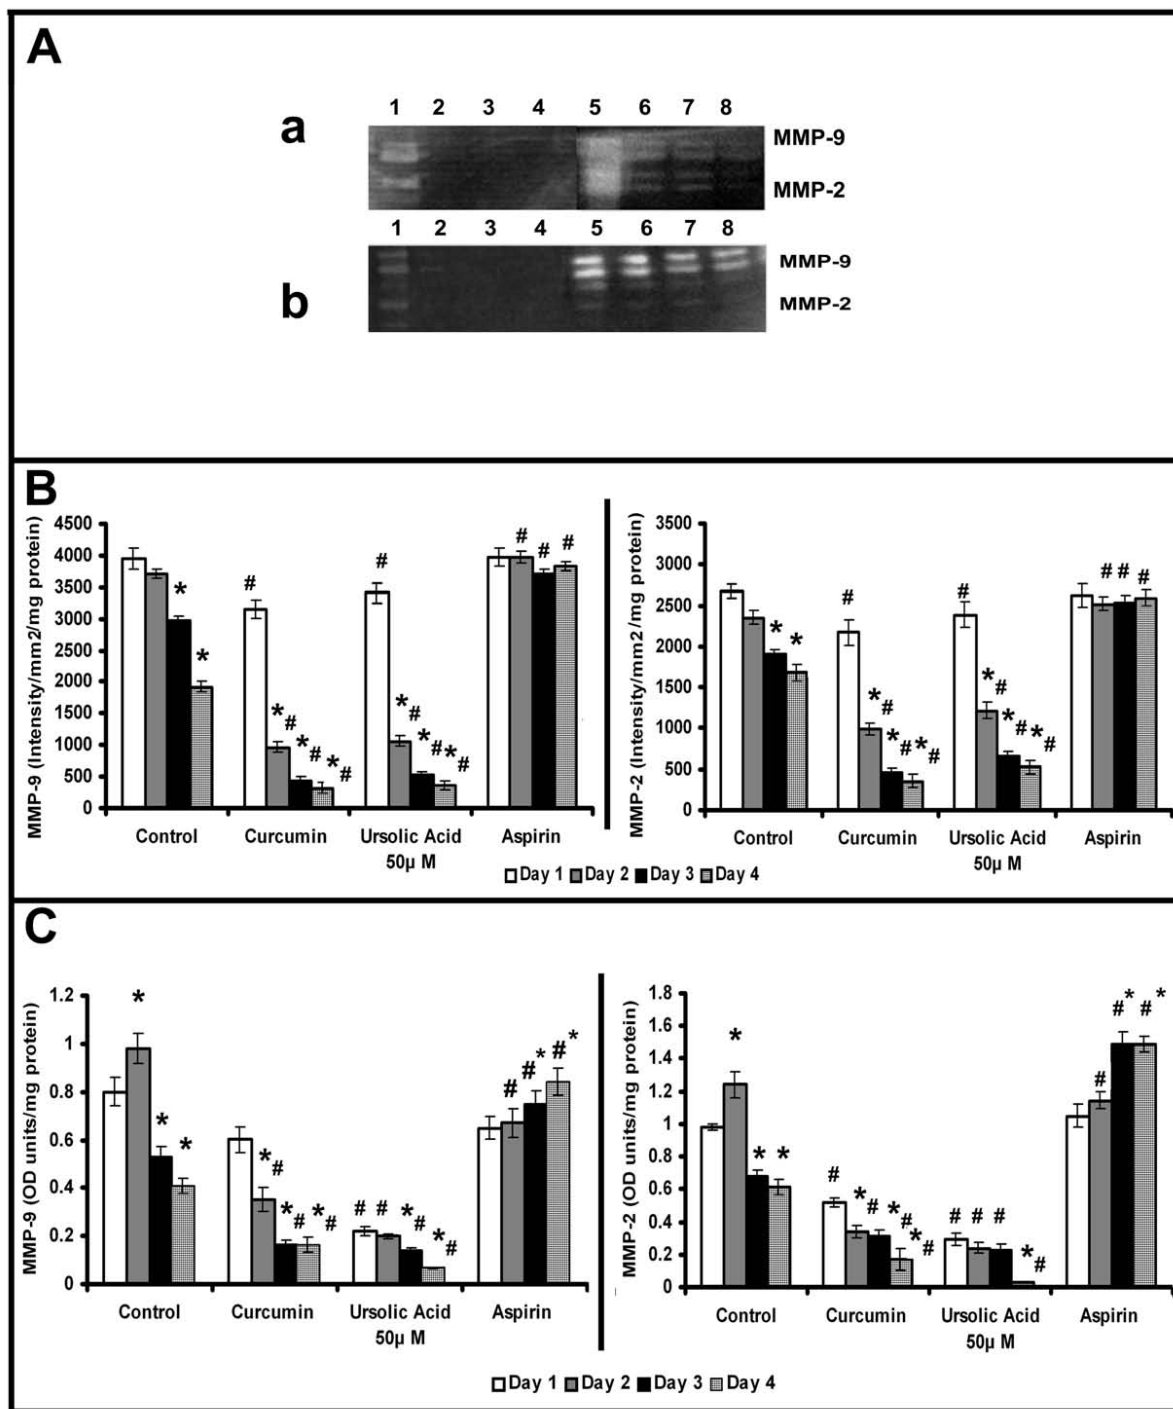 A
1 2 3 4 5 6 7 8
a
MMP-9
MMP-2
1 2 3 4 5 6 7 8
b
MMP-9
MMP-2
B
MMP-9 (Intensity/mm2/mg protein)
4500
4000
3500
3000
2500
2000
1500
1000
500
0
# # # # #
*
*
* # * # * #
* # * # * #
Control Curcumin Ursolic Acid Aspirin
50μ M
MMP-2 (Intensity/mm2/mg protein)
3500
3000
2500
2000
1500
1000
500
0
# # # # #
* *
* # * # * #
* # * # * #
Control Curcumin Ursolic Acid Aspirin
50μ M
Day 1 Day 2 Day 3 Day 4
C
MMP-9 (OD units/mg protein)
1.2
1
0.8
0.6
0.4
0.2
0
*
* *
* # * # * #
# # * # * #
# # * # *
Control Curcumin Ursolic Acid Aspirin
50μ M
MMP-2 (OD units/mg protein)
1.8
1.6
1.4
1.2
1
0.8
0.6
0.4
0.2
0
*
* *
# * # * # * #
# # # * #
# # * # *
Control Curcumin Ursolic Acid Aspirin
50μ M
Day 1 Day 2 Day 3 Day 4